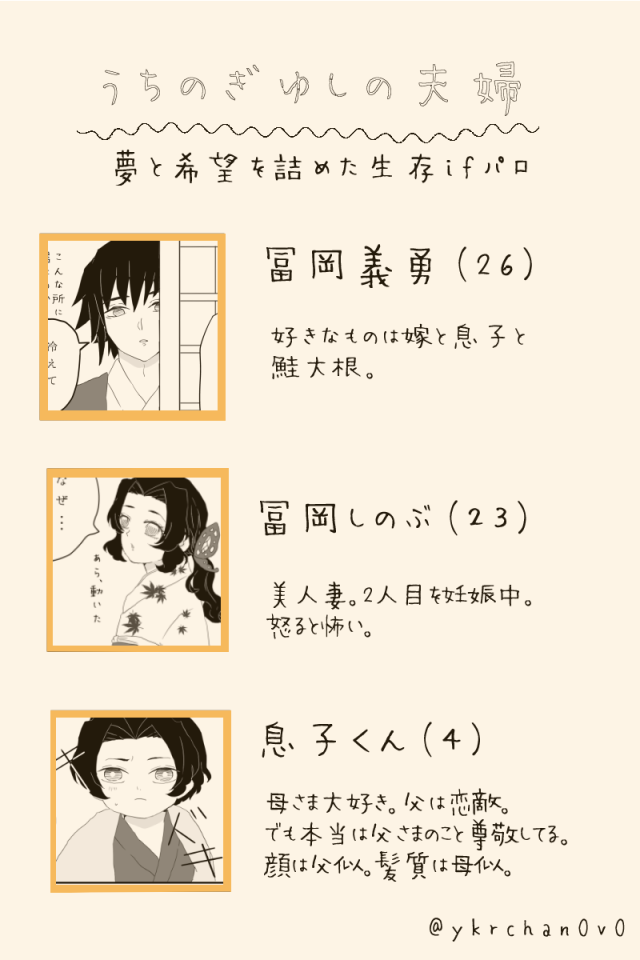 うちのぎゆしの夫婦
夢と希望を詰めた生存ifパロ
こんな所に
冷えて
冨岡義勇(26)
好きなものは嫁と息子と
鮭大根。
なぜ…
あら、動いた
冨岡しのぶ(23)
美人妻。2人目を妊娠中。
怒ると怖い。
息子くん(4)
母さま大好き。父は恋敵。
でも本当は父さまのこと尊敬してる。
顔は父似。髪質は母似。
@ykrchan0v0